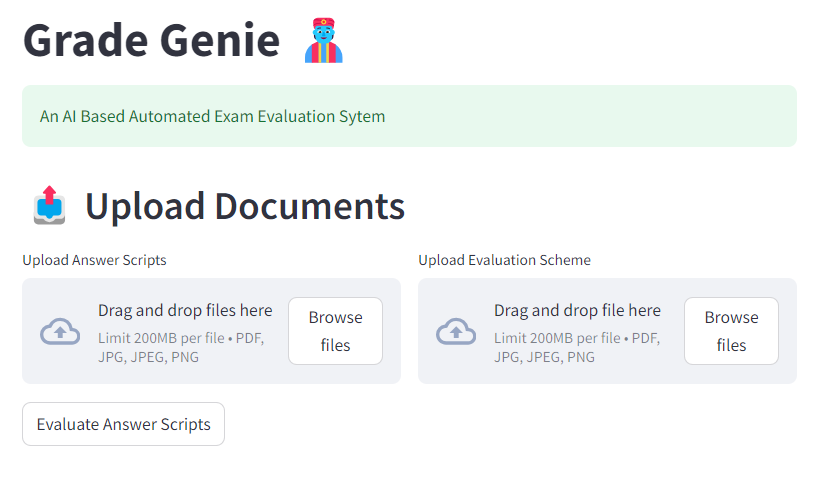 Grade Genie
An AI Based Automated Exam Evaluation Sytem
Upload Documents
Upload Answer Scripts
Drag and drop files here
Limit 200MB per file • PDF,
JPG, JPEG, PNG
Browse
files
Upload Evaluation Scheme
Drag and drop file here
Limit 200MB per file • PDF,
JPG, JPEG, PNG
Browse
files
Evaluate Answer Scripts